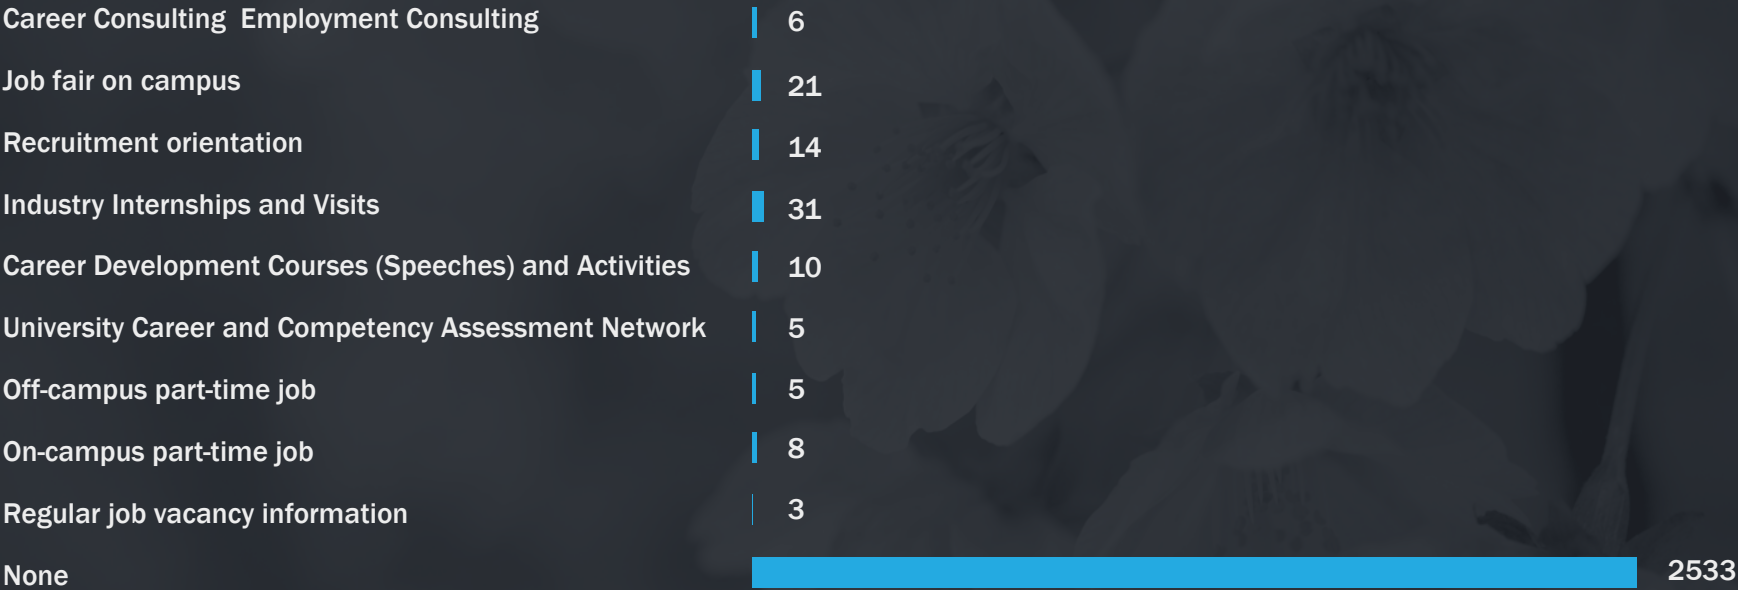 Career Consulting  Employment Consulting 6
Job fair on campus 21
Recruitment orientation 14
Industry Internships and Visits 31
Career Development Courses (Speeches) and Activities 10
University Career and Competency Assessment Network 5
Off-campus part-time job 5
On-campus part-time job 8
Regular job vacancy information 3
None 2533